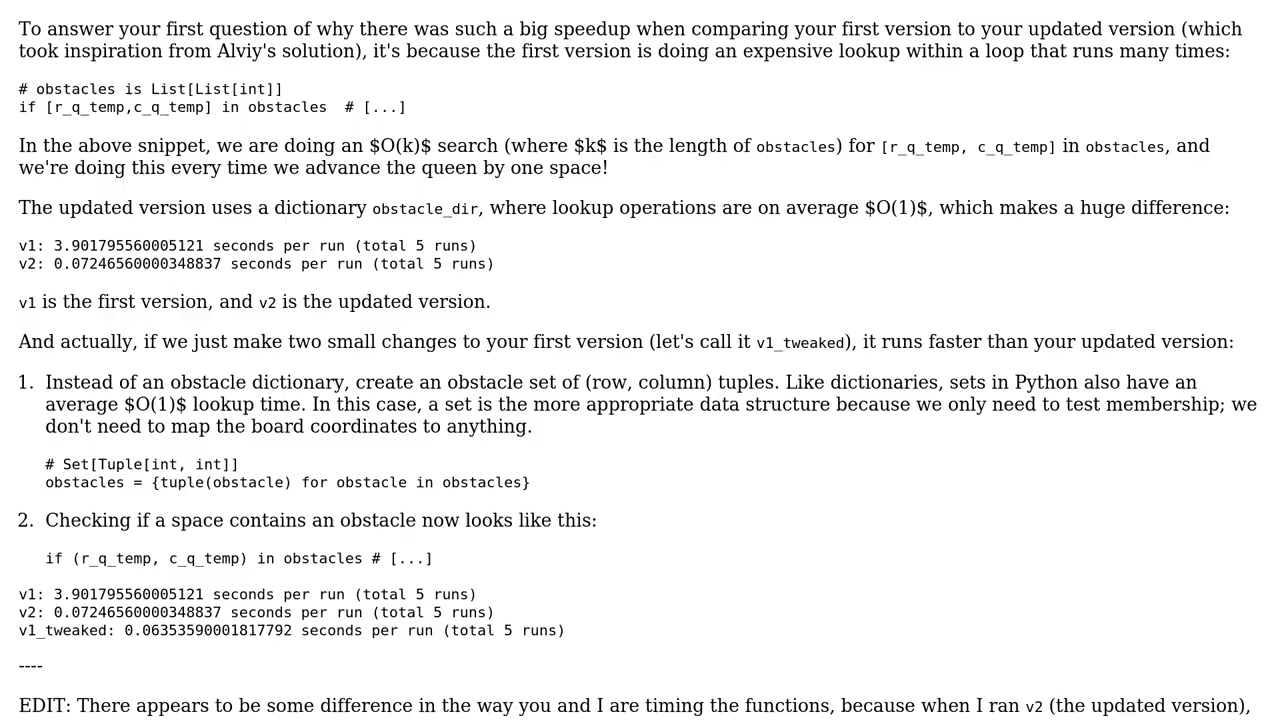 To answer your first question of why there was such a big speedup when comparing your first version to your updated version (which
took inspiration from Alviy's solution), it's because the first version is doing an expensive lookup within a loop that runs many times:
# obstacles is List[List[int]]
if [r_q_temp,c_q_temp] in obstacles  # [...]
In the above snippet, we are doing an $O(k)$ search (where $k$ is the length of obstacles) for [r_q_temp, c_q_temp] in obstacles, and
we're doing this every time we advance the queen by one space!
The updated version uses a dictionary obstacle_dir, where lookup operations are on average $O(1)$, which makes a huge difference:
v1: 3.901795560005121 seconds per run (total 5 runs)
v2: 0.07246560000348837 seconds per run (total 5 runs)
v1 is the first version, and v2 is the updated version.
And actually, if we just make two small changes to your first version (let's call it v1_tweaked), it runs faster than your updated version:
1. Instead of an obstacle dictionary, create an obstacle set of (row, column) tuples. Like dictionaries, sets in Python also have an
average $O(1)$ lookup time. In this case, a set is the more appropriate data structure because we only need to test membership; we
don't need to map the board coordinates to anything.
# Set[Tuple[int, int]]
obstacles = {tuple(obstacle) for obstacle in obstacles}
2. Checking if a space contains an obstacle now looks like this:
if (r_q_temp, c_q_temp) in obstacles # [...]
v1: 3.901795560005121 seconds per run (total 5 runs)
v2: 0.07246560000348837 seconds per run (total 5 runs)
v1_tweaked: 0.06353590001817792 seconds per run (total 5 runs)
----
EDIT: There appears to be some difference in the way you and I are timing the functions, because when I ran v2 (the updated version),